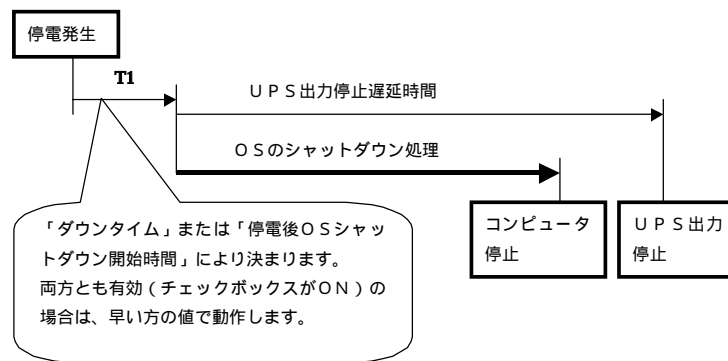 停電発生
T1
UPS出力停止遅延時間
OSのシャットダウン処理
「ダウンタイム」または「停電後OSシャッ
トダウン開始時間」により決まります。
両方とも有効(チェックボックスがON)の
場合は、早い方の値で動作します。
コンピュータ
停止
UPS出力
停止